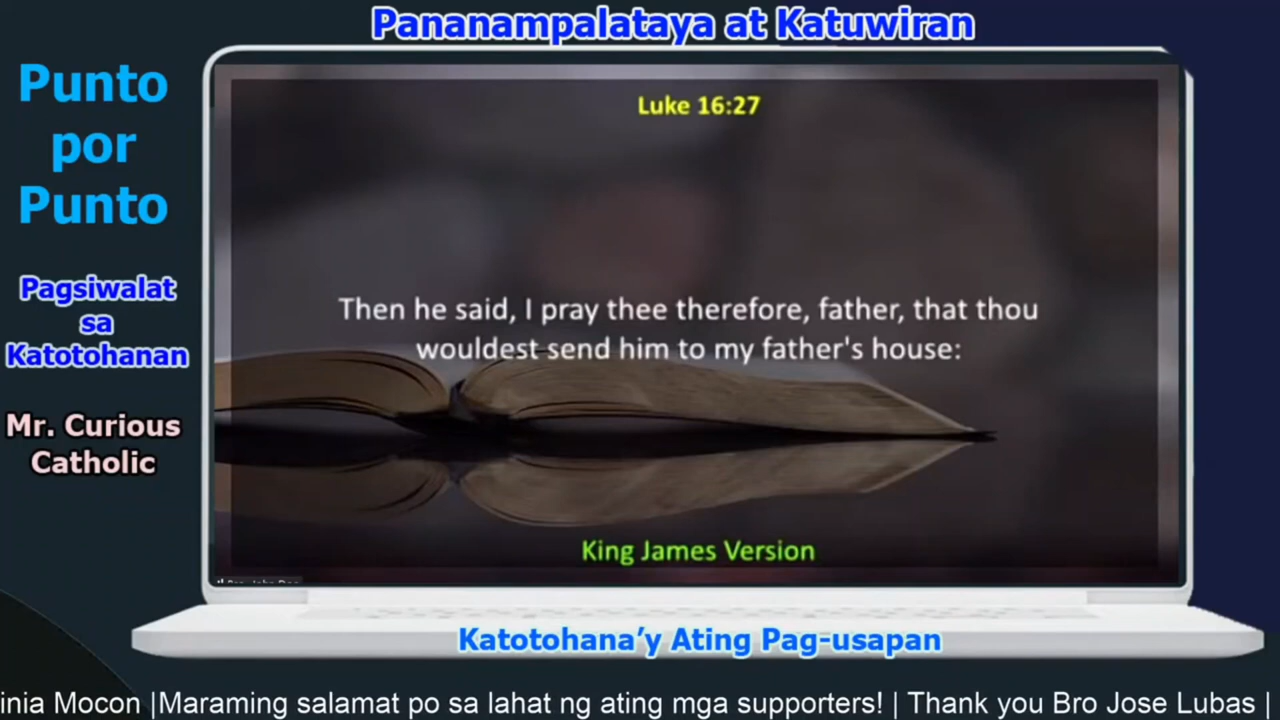 Pananampalataya at Katuwiran
Punto
por
Punto
Pagsiwalat
sa
Katotohanan
Mr. Curious
Catholic
Luke 16:27
Then he said, I pray thee therefore, father, that thou
wouldest send him to my father's house:
King James Version
Katotohana’y Ating Pag-usapan
inia Mocon |Maraming salamat po sa lahat ng ating mga supporters! | Thank you Bro Jose Lubas |